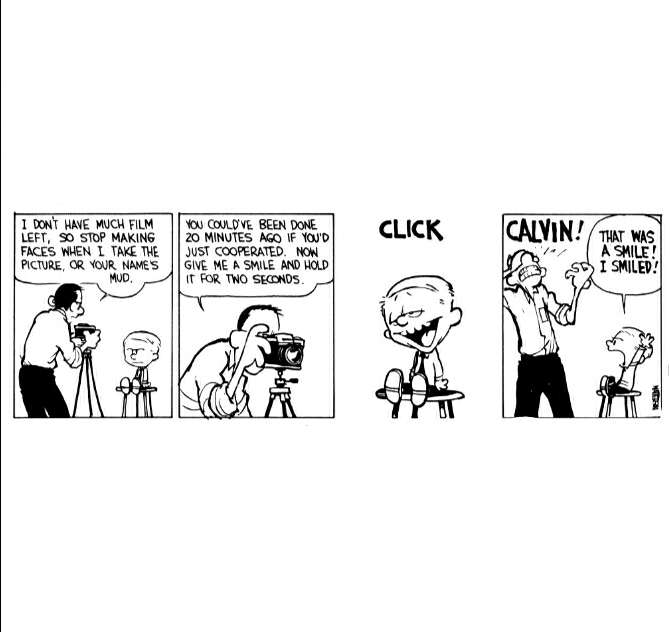 I DON'T HAVE MUCH FILM
LEFT, SO STOP MAKING
FACES WHEN I TAKE THE
PICTURE, OR YOUR NAME'S
MUD.
YOU COULD'VE BEEN DONE
20 MINUTES AGO IF YOU'D
JUST COOPERATED. NOW
GIVE ME A SMILE AND HOLD
IT FOR TWO SECONDS.
CLICK
CALVIN!
THAT WAS
A SMILE!
I SMILED!